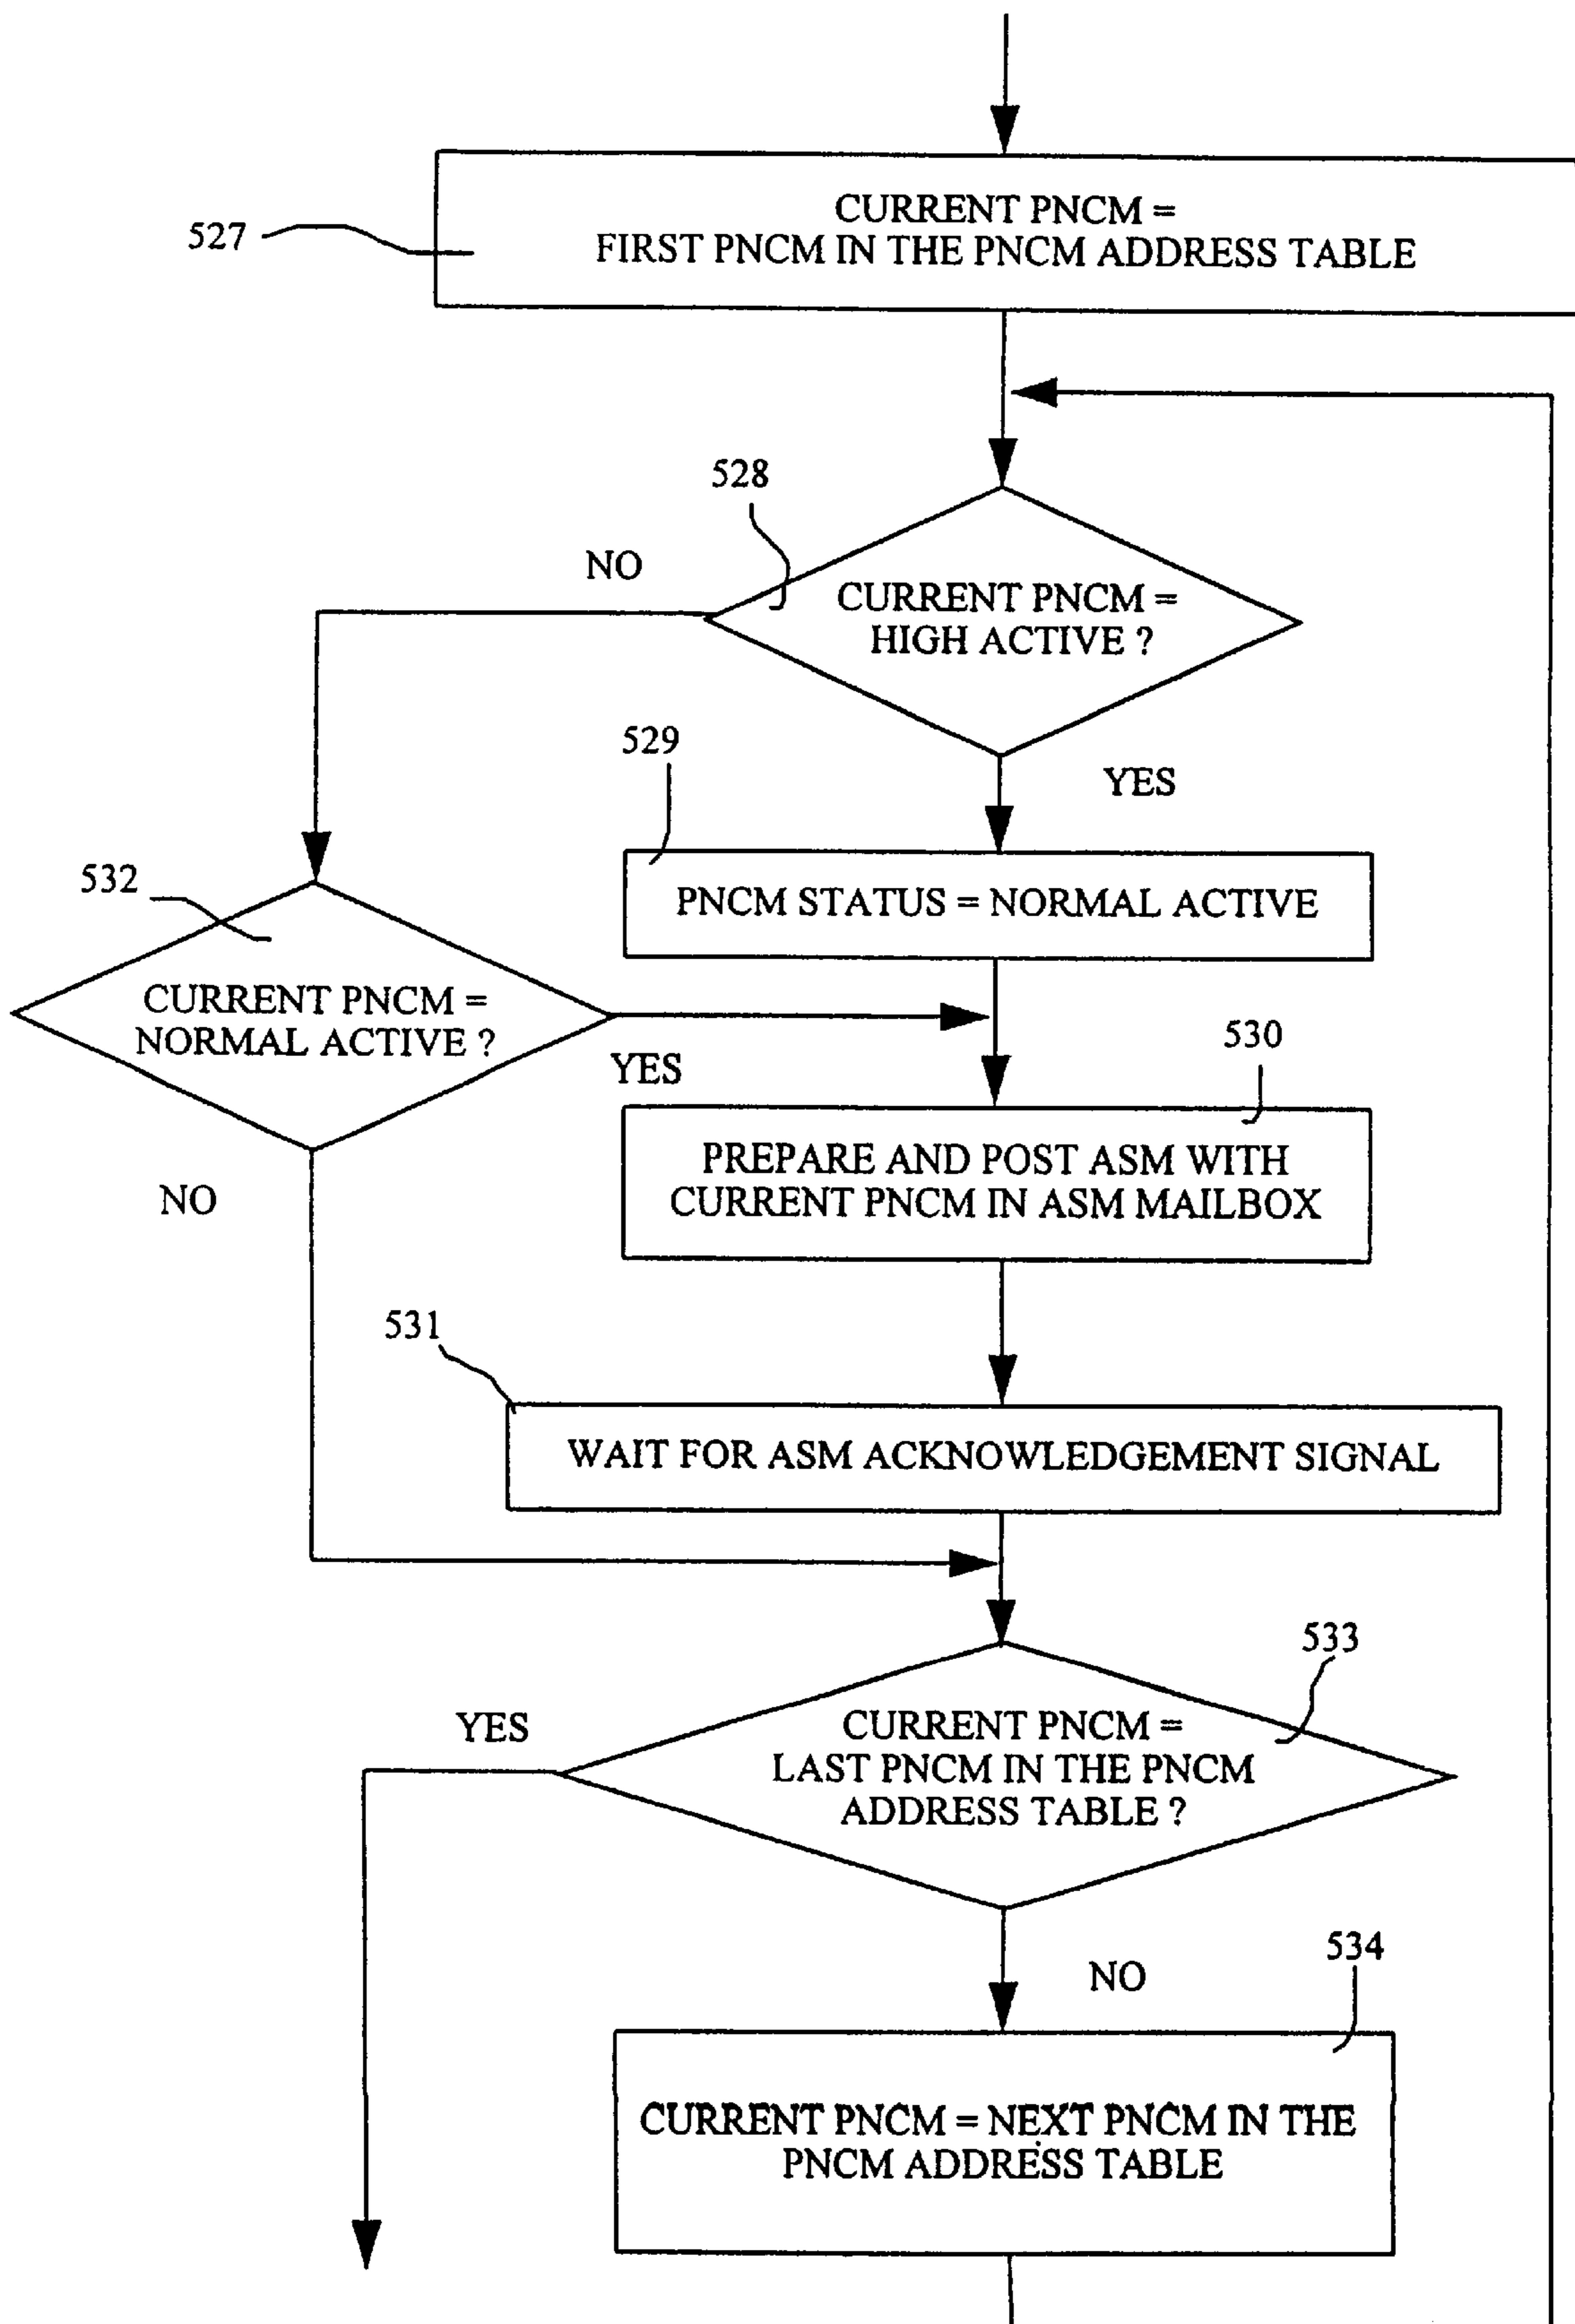 527
CURRENT PNCM =
FIRST PNCM IN THE PNCM ADDRESS TABLE
528
NO
CURRENT PNCM =
HIGH ACTIVE ?
529
YES
532
PNCM STATUS = NORMAL ACTIVE
CURRENT PNCM =
NORMAL ACTIVE ?
530
YES
PREPARE AND POST ASM WITH
CURRENT PNCM IN ASM MAILBOX
NO
531
WAIT FOR ASM ACKNOWLEDGEMENT SIGNAL
533
YES
CURRENT PNCM =
LAST PNCM IN THE PNCM
ADDRESS TABLE ?
534
NO
CURRENT PNCM = NEXT PNCM IN THE
PNCM ADDRESS TABLE